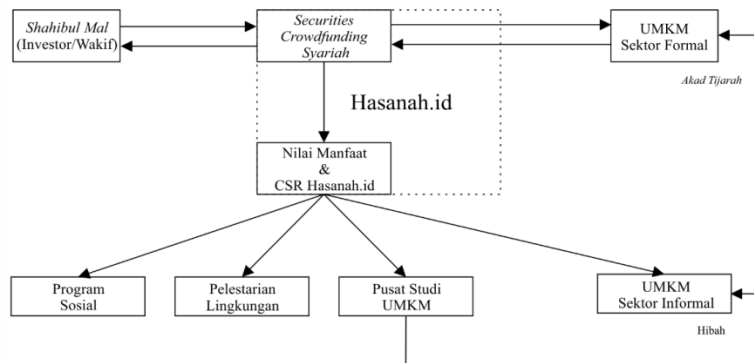 Shahibul Mal
(Investor/Wakif)
Securities
Crowdfunding
Syariah
UMKM
Sektor Formal
Akad Tijarah
Hasanah.id
Nilai Manfaat
&
CSR Hasanah.id
Program
Sosial
Pelestarian
Lingkungan
Pusat Studi
UMKM
UMKM
Sektor Informal
Hibah